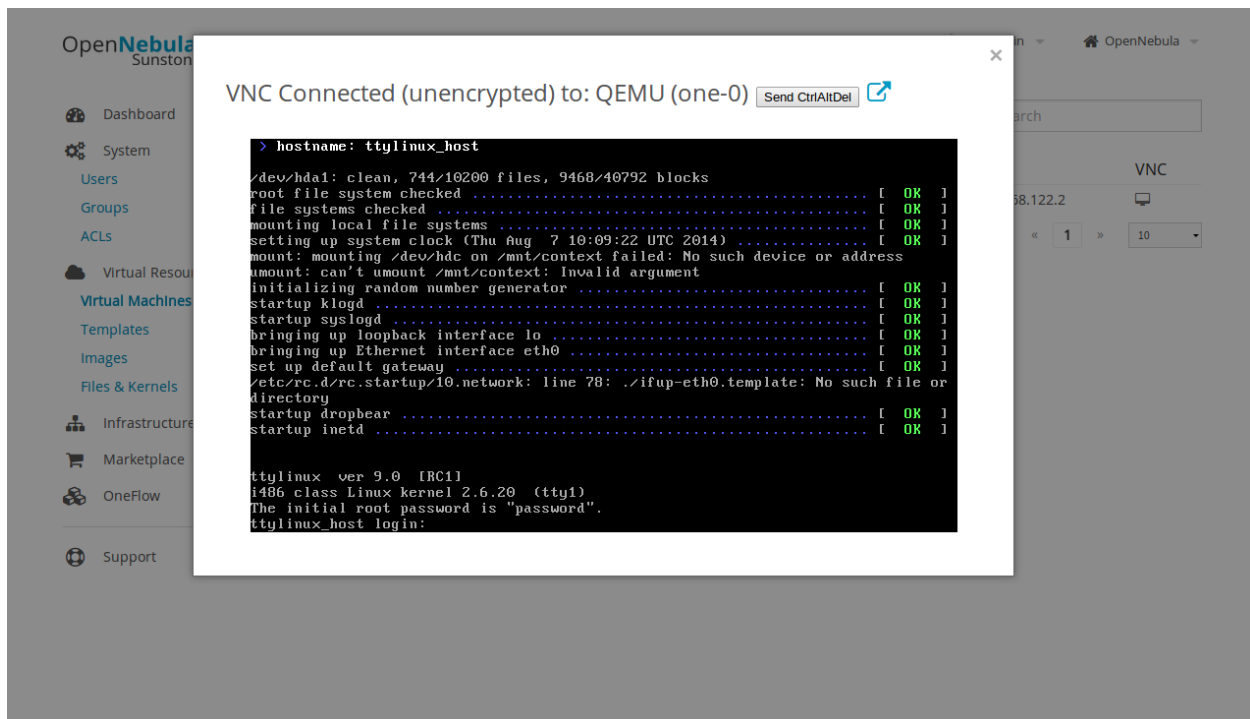 OpenNebula
Sunston
OpenNebula
×
VNC Connected (unencrypted) to: QEMU (one-0) Send CtrlAltDel
Dashboard
System
Users
Groups
ACLs
Virtual Resou
Virtual Machines
Templates
Images
Files & Kernels
Infrastructure
Marketplace
OneFlow
Support
> hostname: ttylinux_host
/dev/hda1: clean, 744/10200 files, 9468/40792 blocks
root file system checked ................................................ [ OK ]
file systems checked ................................................ [ OK ]
mounting local file systems ................................................ [ OK ]
setting up system clock (Thu Aug  7 10:09:22 UTC 2014) ............... [ OK ]
mount: mounting /dev/hdc on /mnt/context failed: No such device or address
umount: can't umount /mnt/context: Invalid argument
initializing random number generator ................................. [ OK ]
startup klogd ........................................................ [ OK ]
startup syslogd ...................................................... [ OK ]
bringing up loopback interface lo .................................... [ OK ]
bringing up Ethernet interface eth0 .................................. [ OK ]
set up default gateway ............................................... [ OK ]
/etc/rc.d/rc.startup/10.network: line 78: ./ifup-eth0.template: No such file or
directory
startup dropbear ..................................................... [ OK ]
startup inetd ........................................................ [ OK ]
ttylinux  ver 9.0  [RC1]
i486 class Linux kernel 2.6.20  (tty1)
The initial root password is "password".
ttylinux_host login:
arch
VNC
58.122.2
« 1 » 10